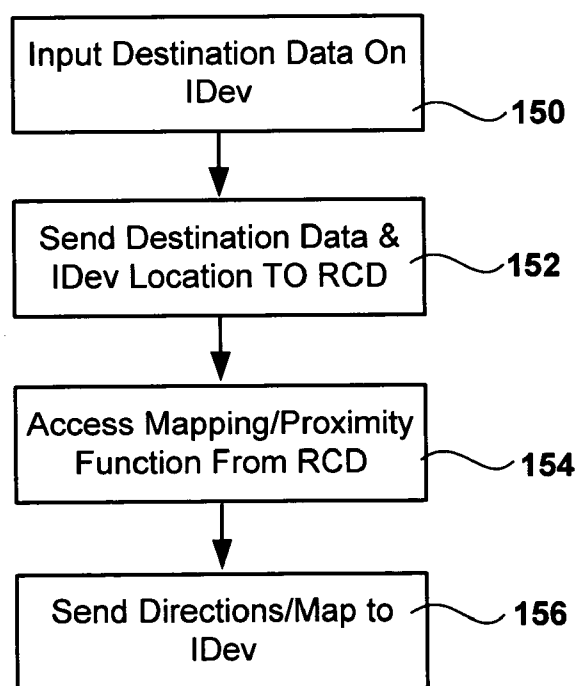 Input Destination Data On
IDev
150
Send Destination Data &
IDev Location TO RCD
152
Access Mapping/Proximity
Function From RCD
154
Send Directions/Map to
IDev
156